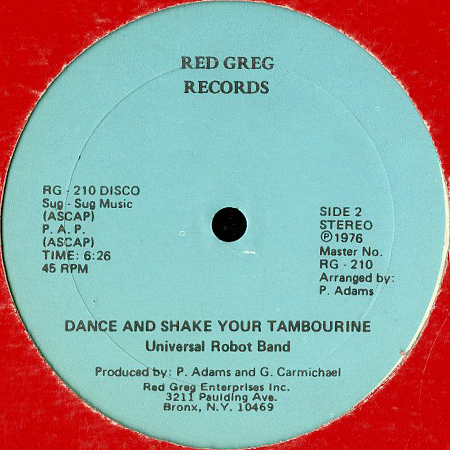 RED GREG
RECORDS
RG - 210 DISCO
Sug - Sug Music
(ASCAP)
P. A. P.
(ASCAP)
TIME: 6:26
45 RPM
SIDE 2
STEREO
Ⓟ1976
Master No.
RG - 210
Arranged by:
P. Adams
DANCE AND SHAKE YOUR TAMBOURINE
Universal Robot Band
Produced by: P. Adams and G. Carmichael
Red Greg Enterprises Inc.
3211 Paulding Ave.
Bronx, N.Y. 10469